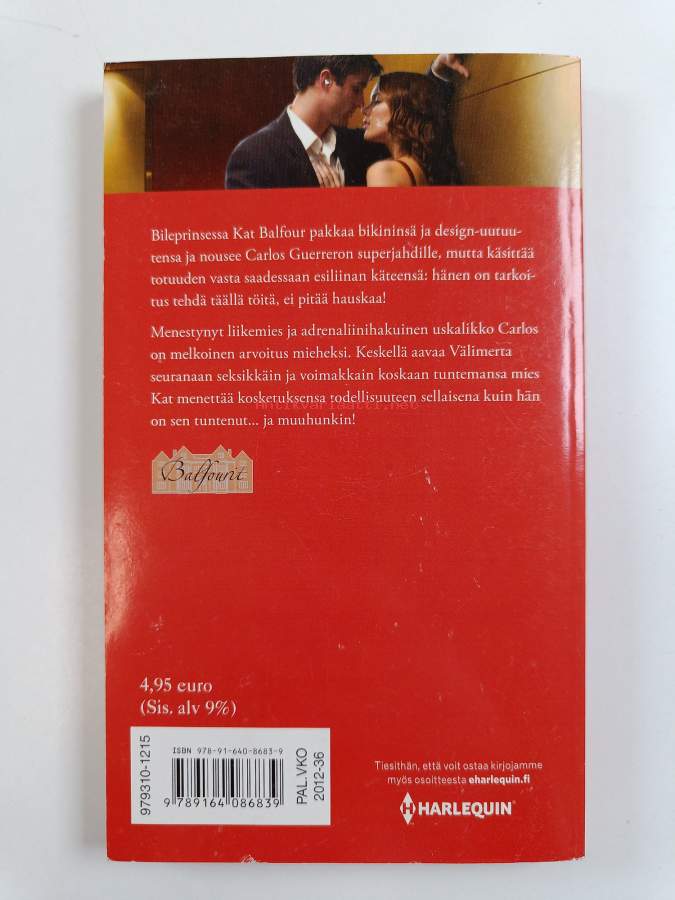 Bileprinsessa Kat Balfour pakkaa bikininsä ja design-uutuu-
tensa ja nousee Carlos Guerreron superjahdille, mutta käsittää
totuuden vasta saadessaan esiliinan käteensä: hänen on tarkoi-
tus tehdä täällä töitä, ei pitää hauskaa!
Menestynyt liikemies ja adrenaliinihakuinen uskalikko Carlos
on melkoinen arvoitus mieheksi. Keskellä aavaa Välimerta
seuranaan seksikkäin ja voimakkain koskaan tuntemansa mies
Kat menettää kosketuksensa todellisuuteen sellaisena kuin hän
antikvariaatti.net
on sen tuntenut... ja muuhunkin!
Balfourit
4,95 euro
(Sis. alv 9%)
979310-1215
ISBN 978-91-640-8683-9
9 789164 086839
PAL.VKO
2012-36
Tiesithän, että voit ostaa kirjojamme
myös osoitteesta eharlequin.fi
H HARLEQUIN